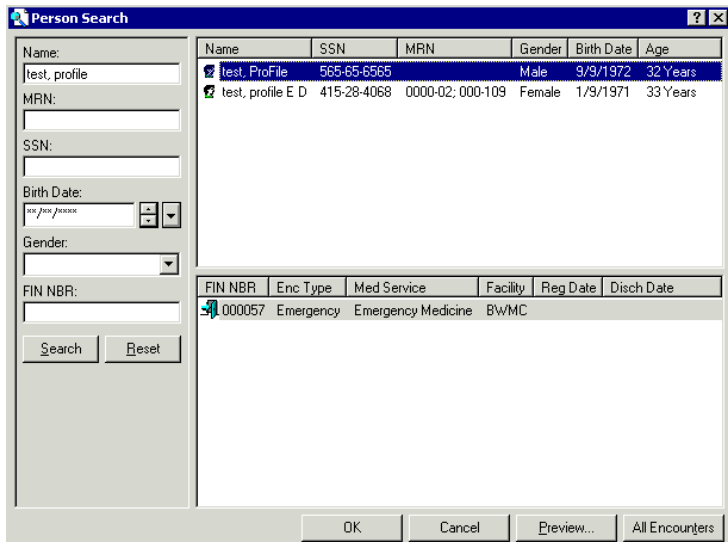 Person Search
Name:
test, profile
MRN:
SSN:
Birth Date:
**/**/****
Gender:
FIN NBR:
Search Reset
Name SSN MRN Gender Birth Date Age
test, ProFile 565-65-6565 Male 9/9/1972 32 Years
test, profile E D 415-28-4068 0000-02; 000-109 Female 1/9/1971 33 Years
FIN NBR Enc Type Med Service Facility Reg Date Disch Date
000057 Emergency Emergency Medicine BWMC
OK Cancel Preview... All Encounters